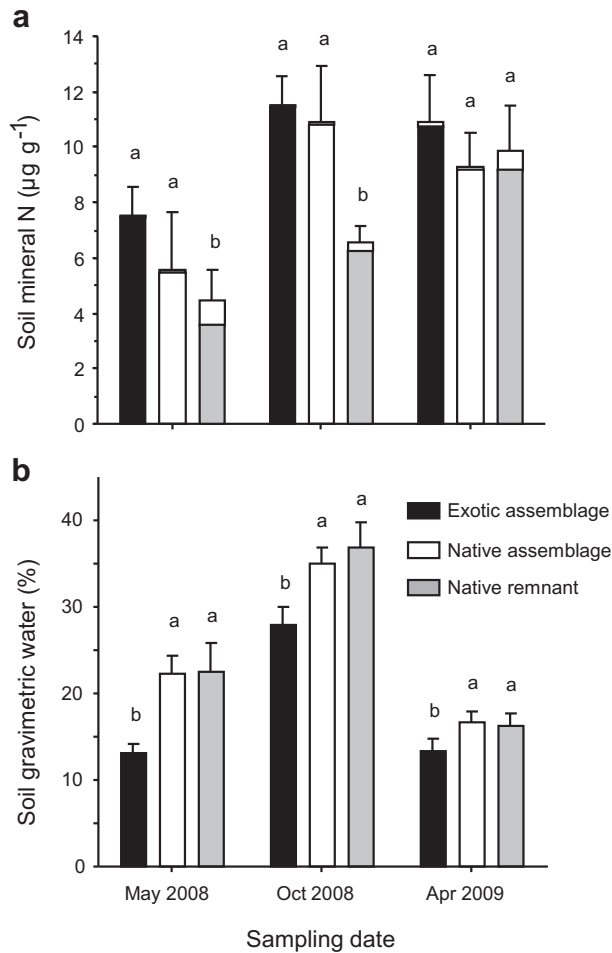 a
Soil mineral N (µg g⁻¹)
14
12
10
8
6
4
2
0
a a b
a a b
a a a
b
Soil gravimetric water (%)
40
30
20
10
0
b a a
b a a
b a a
Exotic assemblage
Native assemblage
Native remnant
May 2008 Oct 2008 Apr 2009
Sampling date